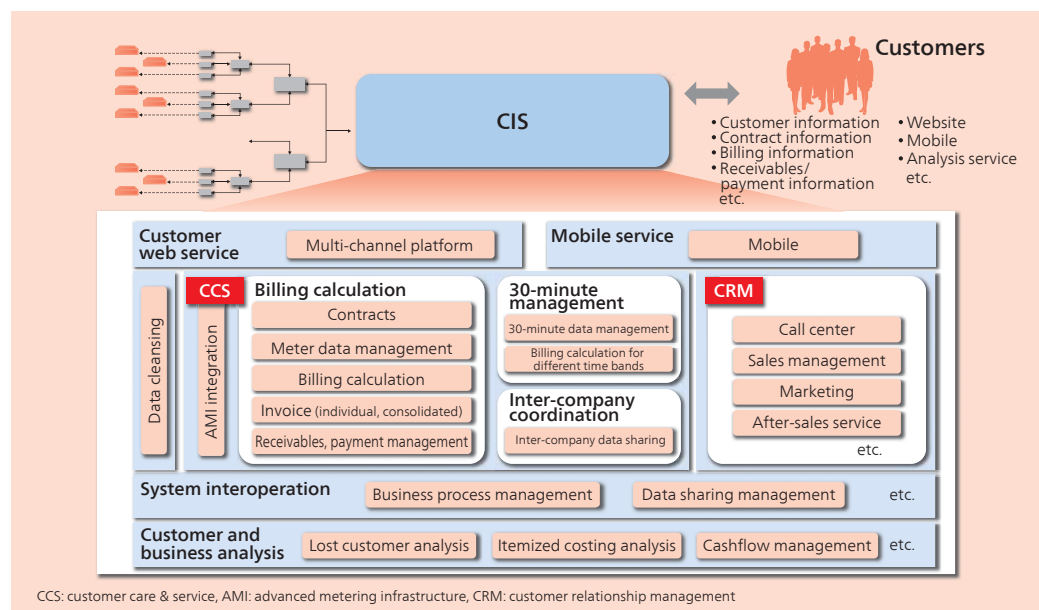 Customers
CIS
• Customer information
• Contract information
• Billing information
• Receivables/
payment information
etc.
• Website
• Mobile
• Analysis service
etc.
Customer
web service
Multi-channel platform
Mobile service
Mobile
Data cleansing
CCS
AMI integration
Billing calculation
Contracts
Meter data management
Billing calculation
Invoice (individual, consolidated)
Receivables, payment management
30-minute
management
30-minute data management
Billing calculation for
different time bands
Inter-company
coordination
Inter-company data sharing
CRM
Call center
Sales management
Marketing
After-sales service
etc.
System interoperation
Business process management
Data sharing management
etc.
Customer and
business analysis
Lost customer analysis
Itemized costing analysis
Cashflow management
etc.
CCS: customer care & service, AMI: advanced metering infrastructure, CRM: customer relationship management